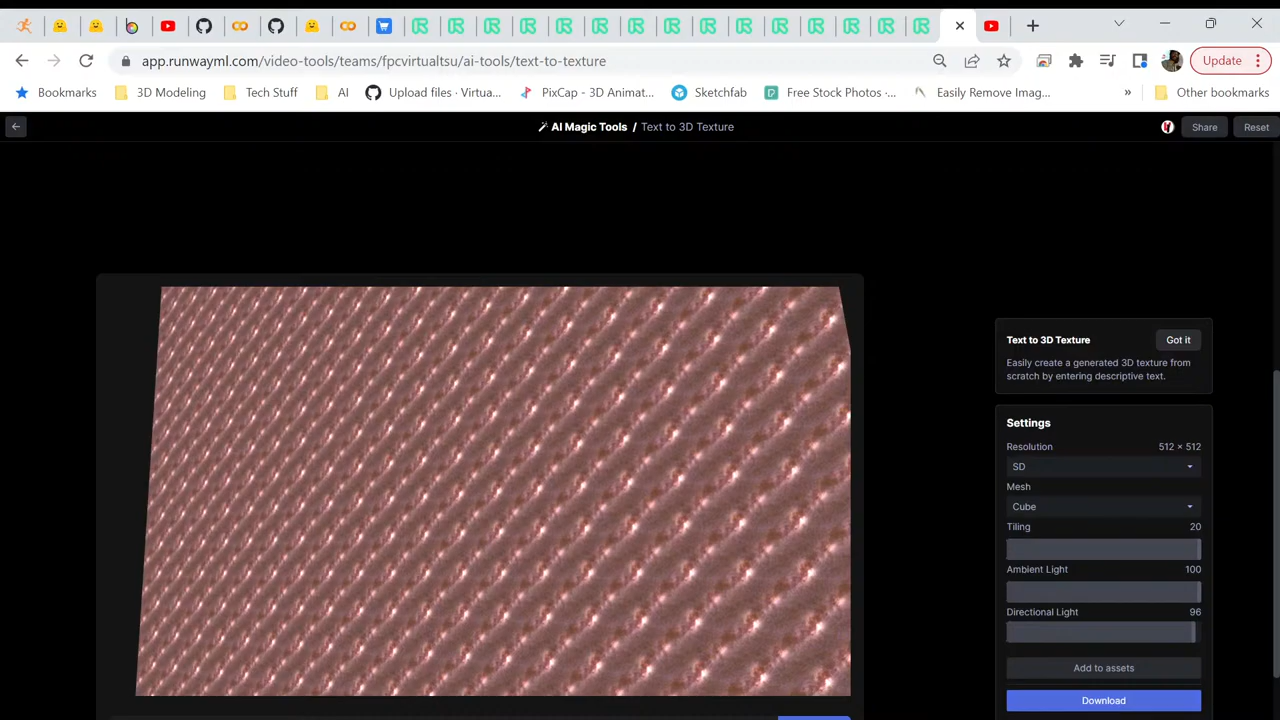 app.runwayml.com/video-tools/teams/fpcvirtualtsu/ai-tools/text-to-texture
Update
Bookmarks
3D Modeling
Tech Stuff
AI
Upload files · Virtua...
PixCap - 3D Animat...
Sketchfab
Free Stock Photos ·...
Easily Remove Imag...
»
Other bookmarks
AI Magic Tools / Text to 3D Texture
Share
Reset
Text to 3D Texture
Got it
Easily create a generated 3D texture from
scratch by entering descriptive text.
Settings
Resolution 512 × 512
SD
Mesh
Cube
Tiling 20
Ambient Light 100
Directional Light 96
Add to assets
Download